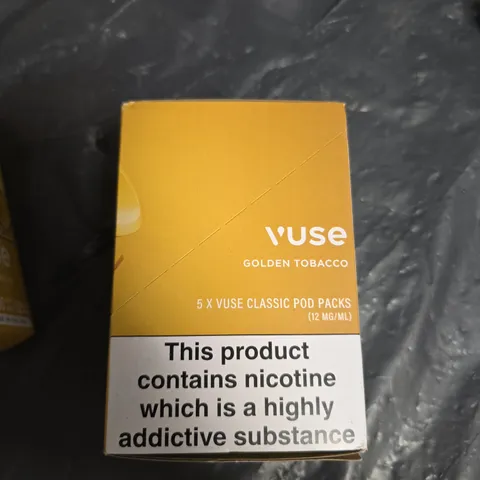 vuse
GOLDEN TOBACCO
5 X VUSE CLASSIC POD PACKS
(12 MG/ML)
This product
contains nicotine
which is a highly
addictive substance